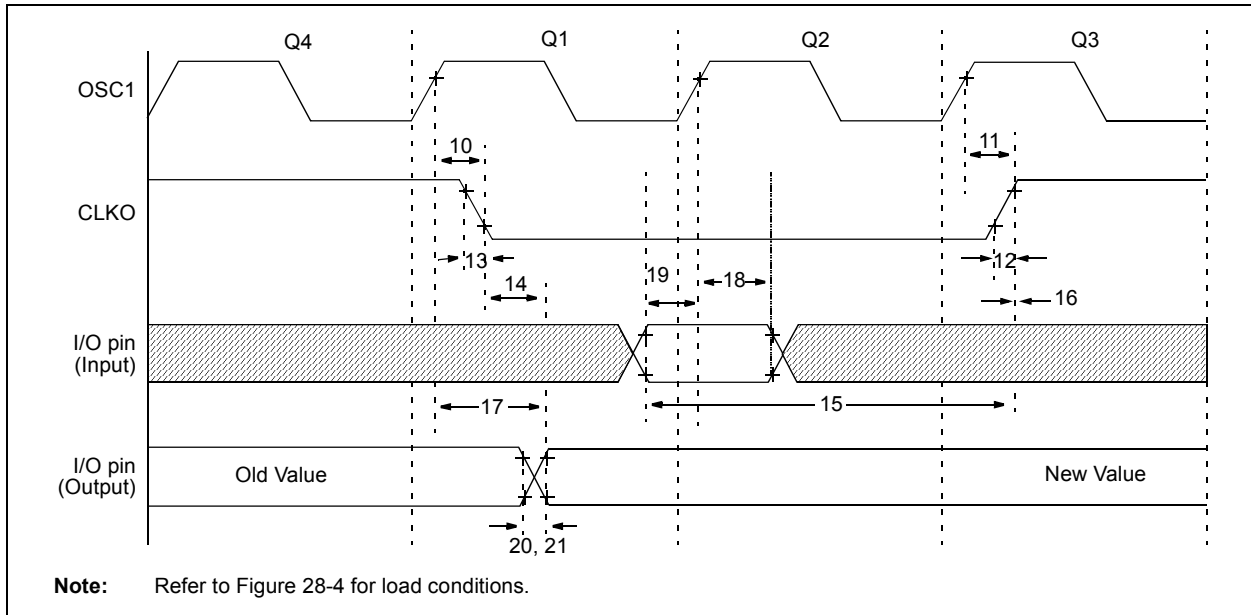 Q4 Q1 Q2 Q3
OSC1
10 11
CLKO
13 14 19 18 12 16
I/O pin
(Input)
17 15
I/O pin
(Output)
Old Value New Value
20, 21
Note: Refer to Figure 28-4 for load conditions.